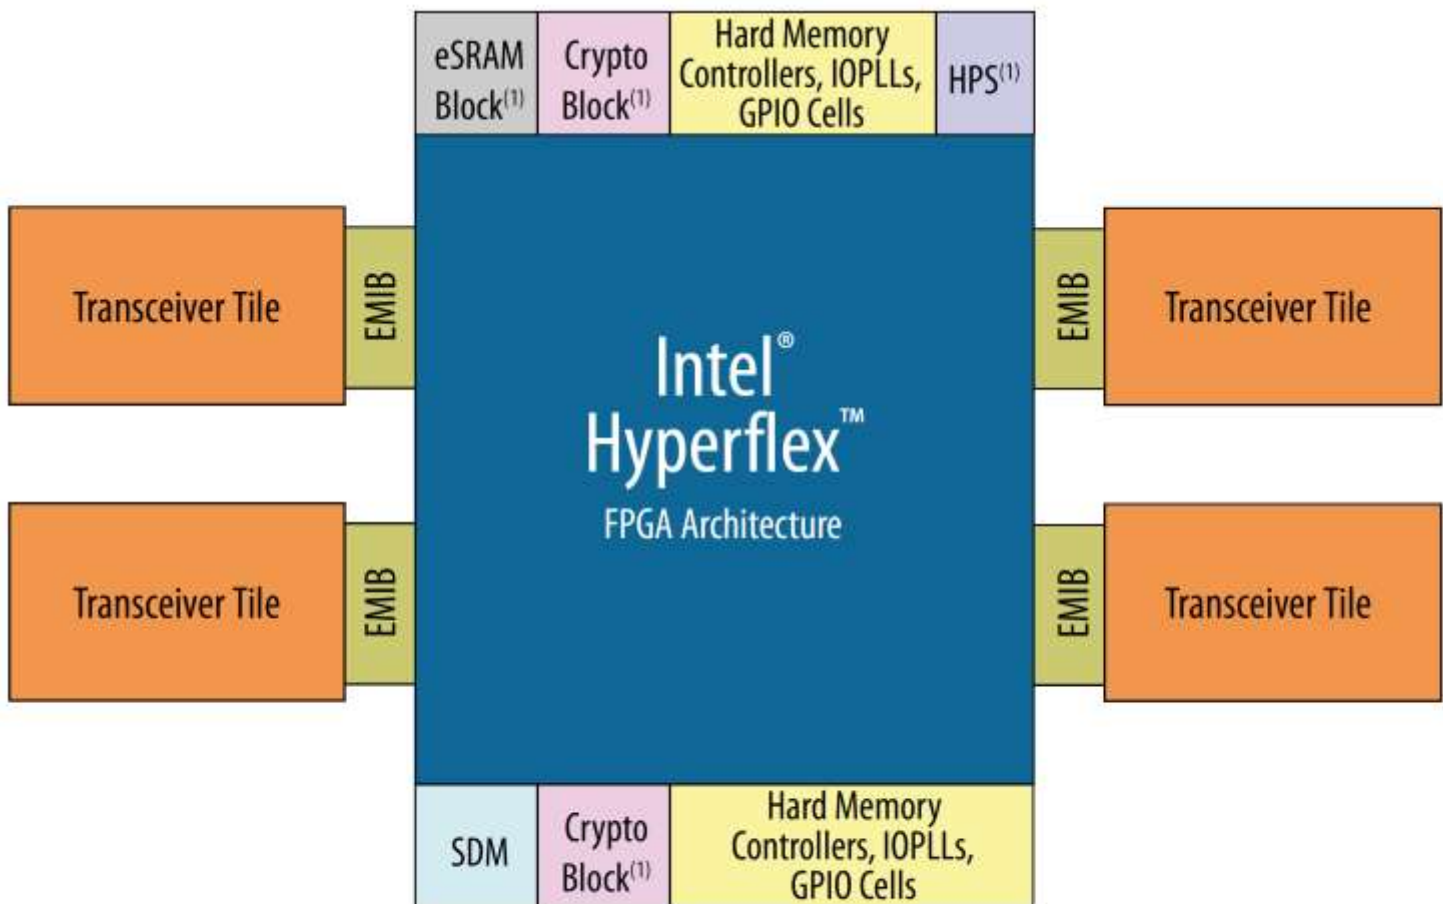 eSRAM
Block(1)
Crypto
Block(1)
Hard Memory
Controllers, IOPLLs,
GPIO Cells
HPS(1)
Transceiver Tile
EMIB
EMIB
Transceiver Tile
Intel®
Hyperflex™
FPGA Architecture
Transceiver Tile
EMIB
EMIB
Transceiver Tile
SDM
Crypto
Block(1)
Hard Memory
Controllers, IOPLLs,
GPIO Cells